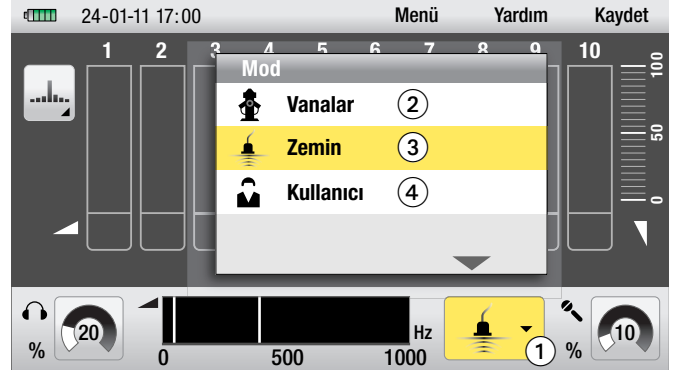 24-01-11 17:00 Menü Yardım Kaydet
1 2 3 4 5 6 7 8 9 10
Mod
Vanalar 2
Zemin 3
Kullanıcı 4
100
50
0
20 % 0 500 1000 Hz 1 % 10